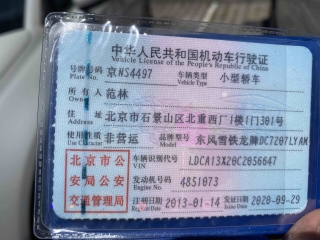 中华人民共和国机动车行驶证
Vehicle License of the People's Republic of China
号牌号码 京NS4497 车辆类型 小型轿车
Plate No. Vehicle Type
所有人 范林
Owner
住址 北京市石景山区北重西厂1楼1门301号
Address
使用性质 非营运 品牌型号 东风雪铁龙牌DC7207LYAM
Use Character Model
北京市公安局公安交通管理局
车辆识别代号 LDCA13X20C2056647
VIN
发动机号码 4851073
Engine No.
注册日期 2013-01-14 发证日期 2020-09-29
Register Date Issue Date